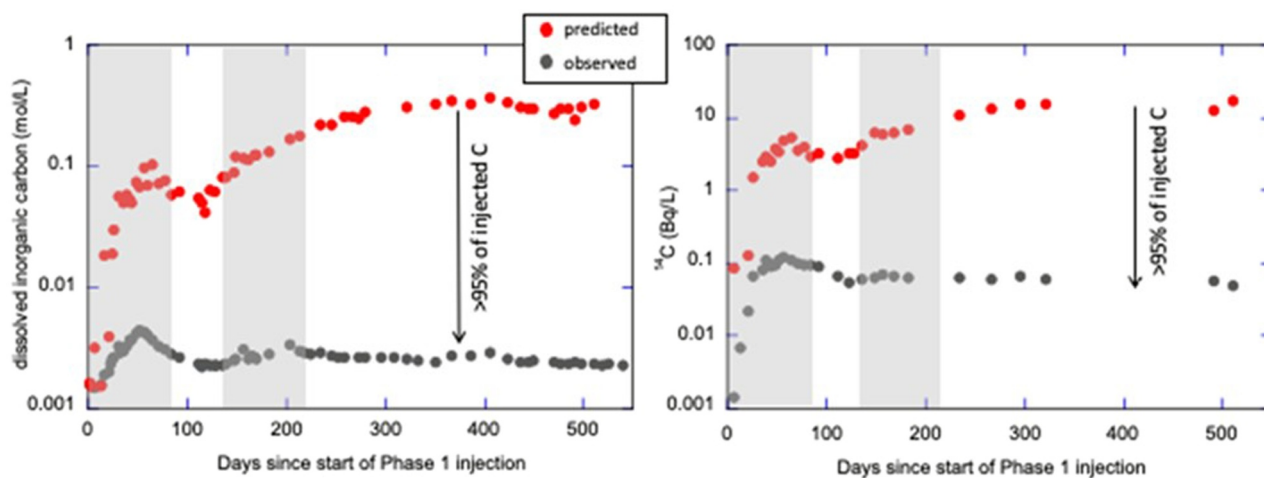 predicted
observed
dissolved inorganic carbon (mol/L)
1
0.1
0.01
0.001
>95% of injected C
0
100
200
300
400
500
Days since start of Phase 1 injection
¹⁴C (Bq/L)
100
10
1
0.1
0.01
0.001
>95% of injected C
0
100
200
300
400
500
Days since start of Phase 1 injection